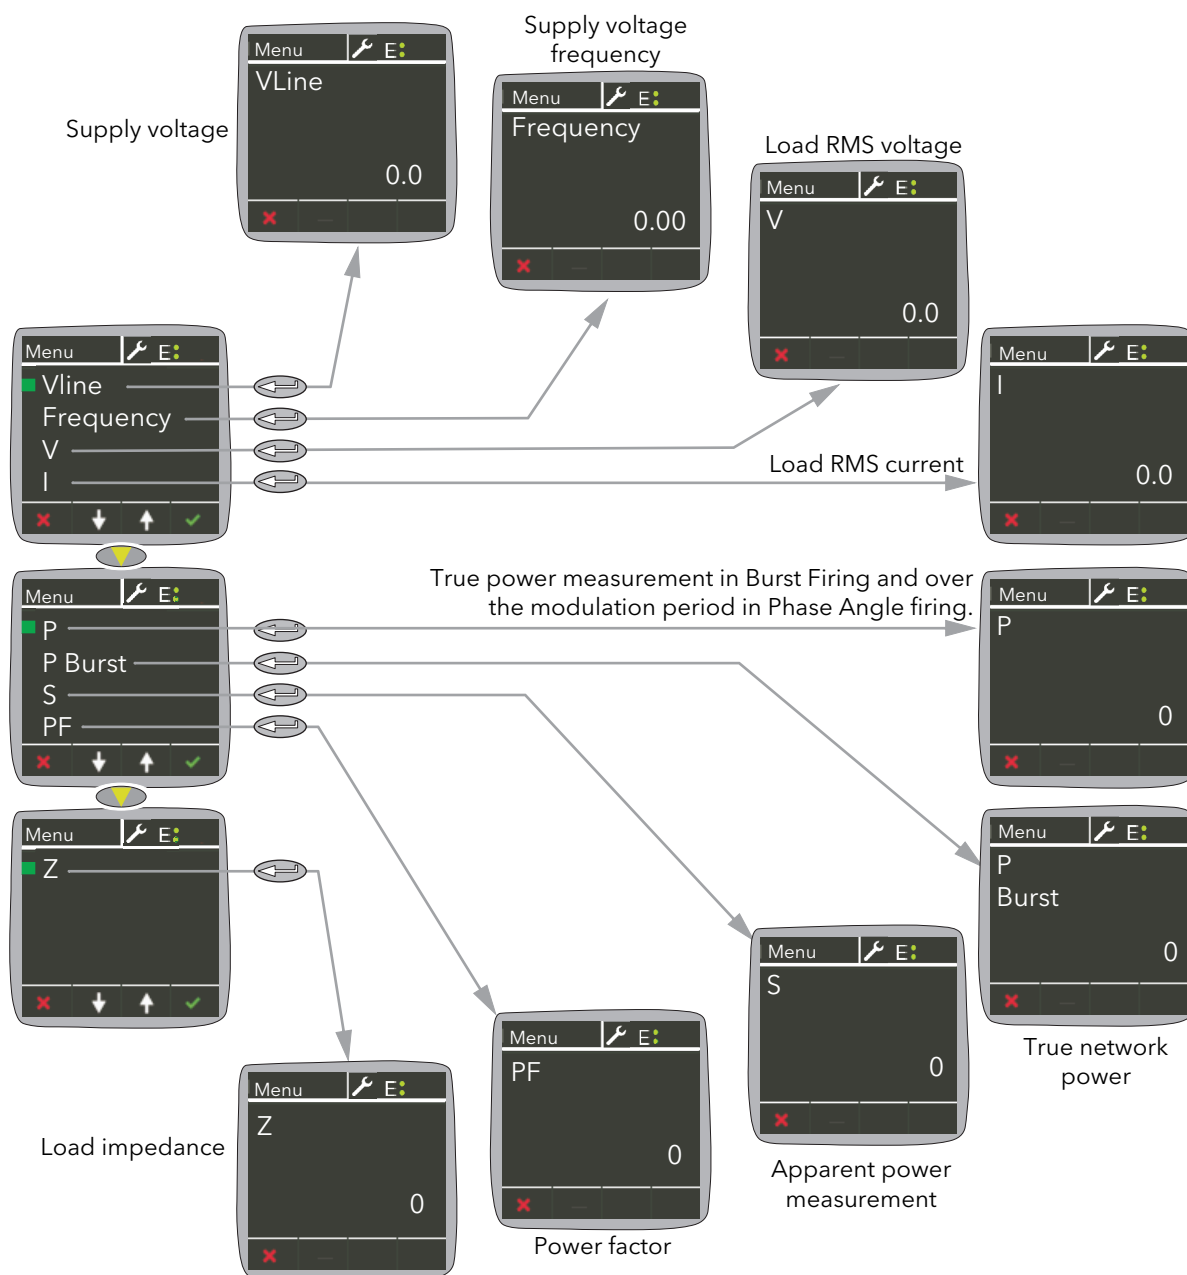 Supply voltage
Menu E:
VLine
0.0
Supply voltage
frequency
Menu E:
Frequency
0.00
Load RMS voltage
Menu E:
V
0.0
Menu E:
Vline
Frequency
V
I
Load RMS current
Menu E:
I
0.0
Menu E:
P
P Burst
S
PF
True power measurement in Burst Firing and over
the modulation period in Phase Angle firing.
Menu E:
P
0
Menu E:
Z
Menu E:
P
Burst
0
True network
power
Menu E:
S
0
Apparent power
measurement
Menu E:
PF
0
Power factor
Load impedance
Menu E:
Z
0